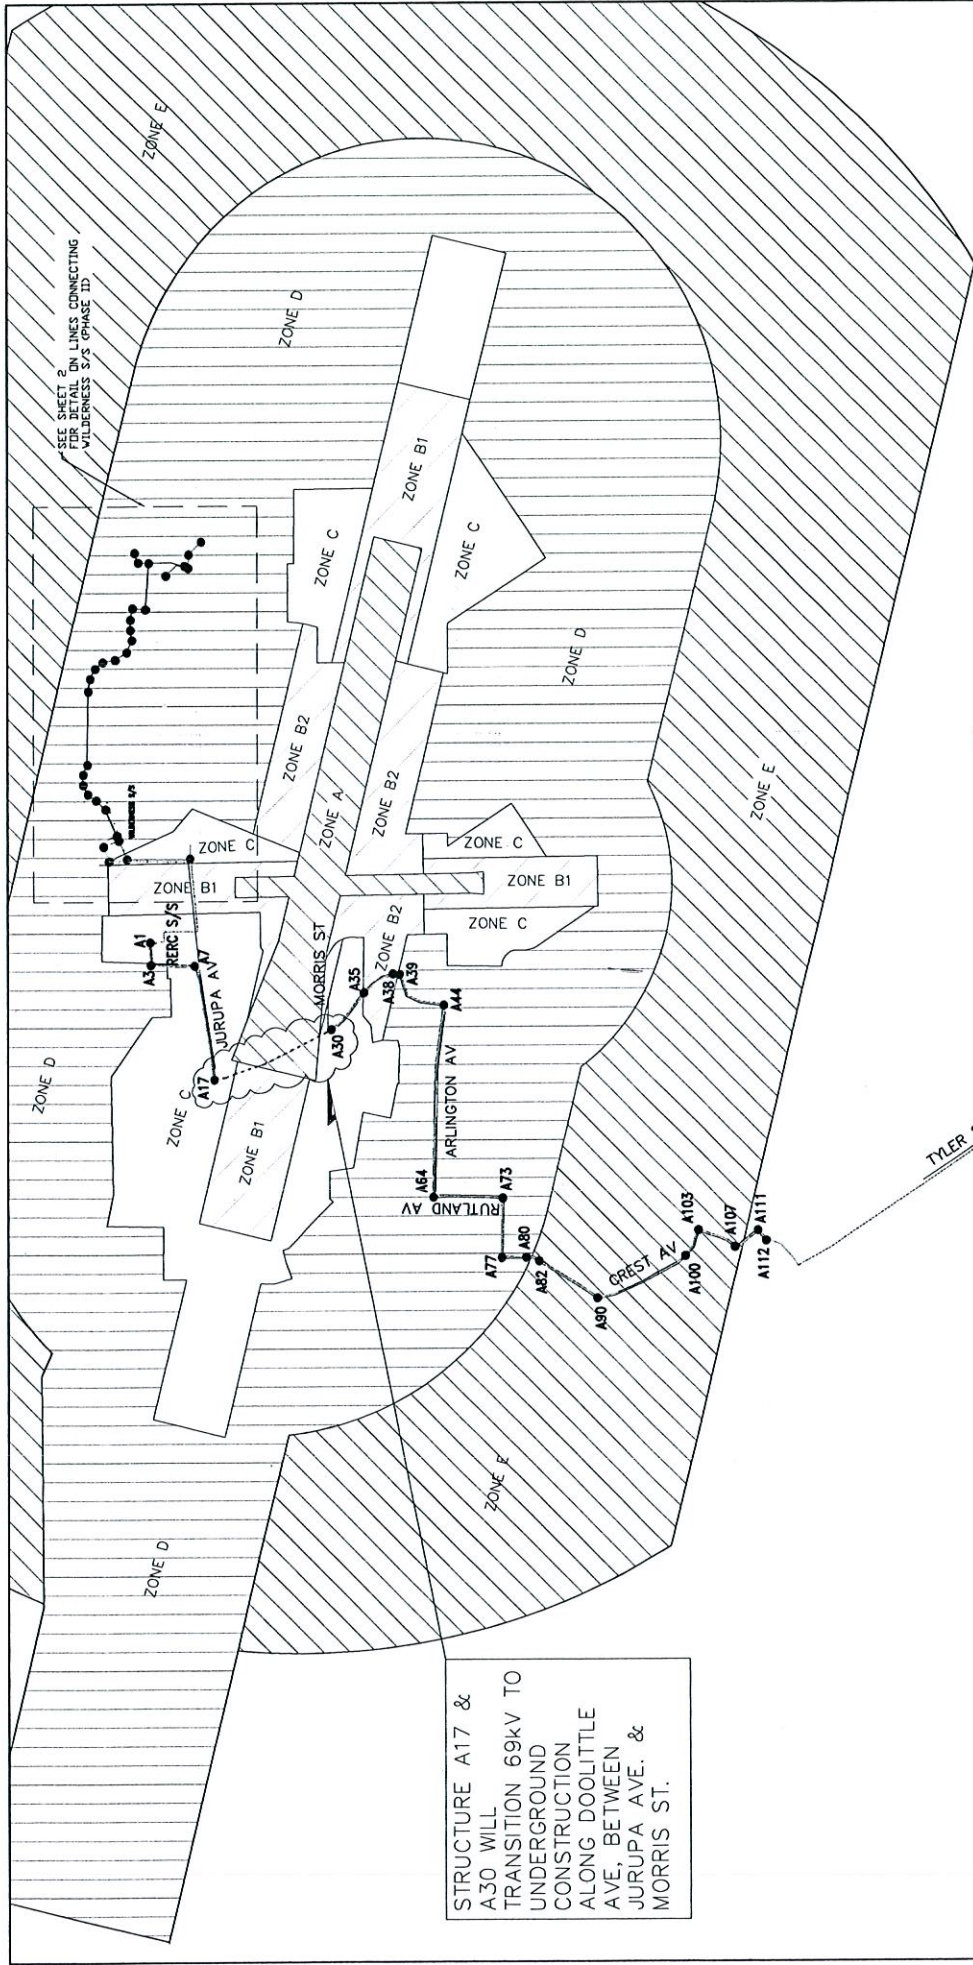 SEE SHEET 2
FOR DETAIL ON LINES CONNECTING
WILDERNESS S/S (PHASE II)
ZONE E
ZONE D
ZONE B1
ZONE C
ZONE C
ZONE D
ZONE B2
ZONE A
ZONE B2
ZONE E
WILDERNESS S/S
ZONE C
ZONE B1
ZONE C
ZONE B1
ZONE C
A1
RERC S/S
A3
A7
JURUPA AV
MORRIS ST
ZONE B2
A35
A38
A39
A44
A30
A17
ZONE D
ZONE C
ZONE B1
ARLINGTON AV
A64
RUTLAND AV
A73
A77
A80
A82
A90
CREST AV
A100
A103
A107
A111
A112
TYLER
ZONE E
ZONE D
STRUCTURE A17 &
A30 WILL
TRANSITION 69kV TO
UNDERGROUND
CONSTRUCTION
ALONG DOOLITTLE
AVE, BETWEEN
JURUPA AVE. &
MORRIS ST.